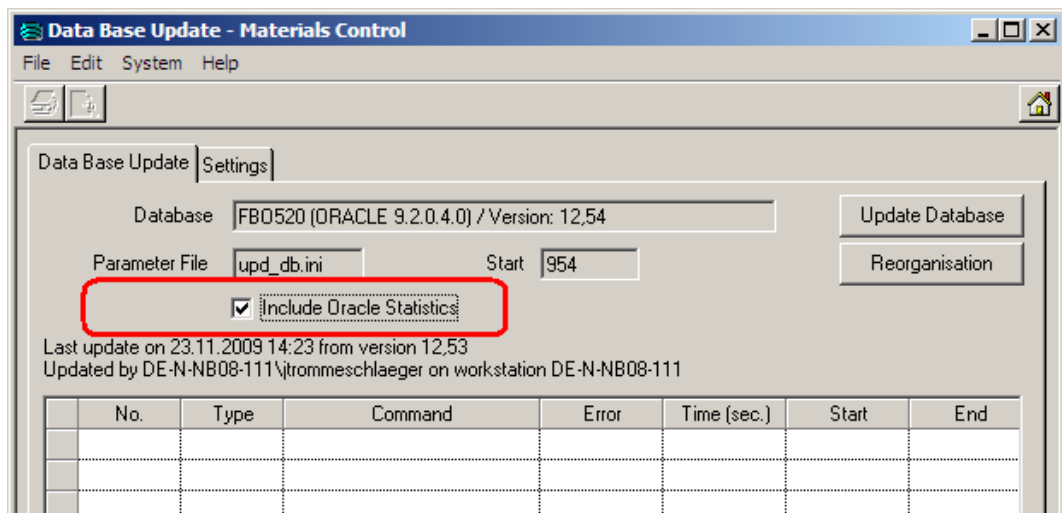 Data Base Update - Materials Control
File Edit System Help
Data Base Update Settings
Database FBO520 (ORACLE 9.2.0.4.0) / Version: 12,54 Update Database
Parameter File upd_db.ini Start 954 Reorganisation
Include Oracle Statistics
Last update on 23.11.2009 14:23 from version 12,53
Updated by DE-N-NB08-111\jtrommeschlaeger on workstation DE-N-NB08-111
No. Type Command Error Time (sec.) Start End